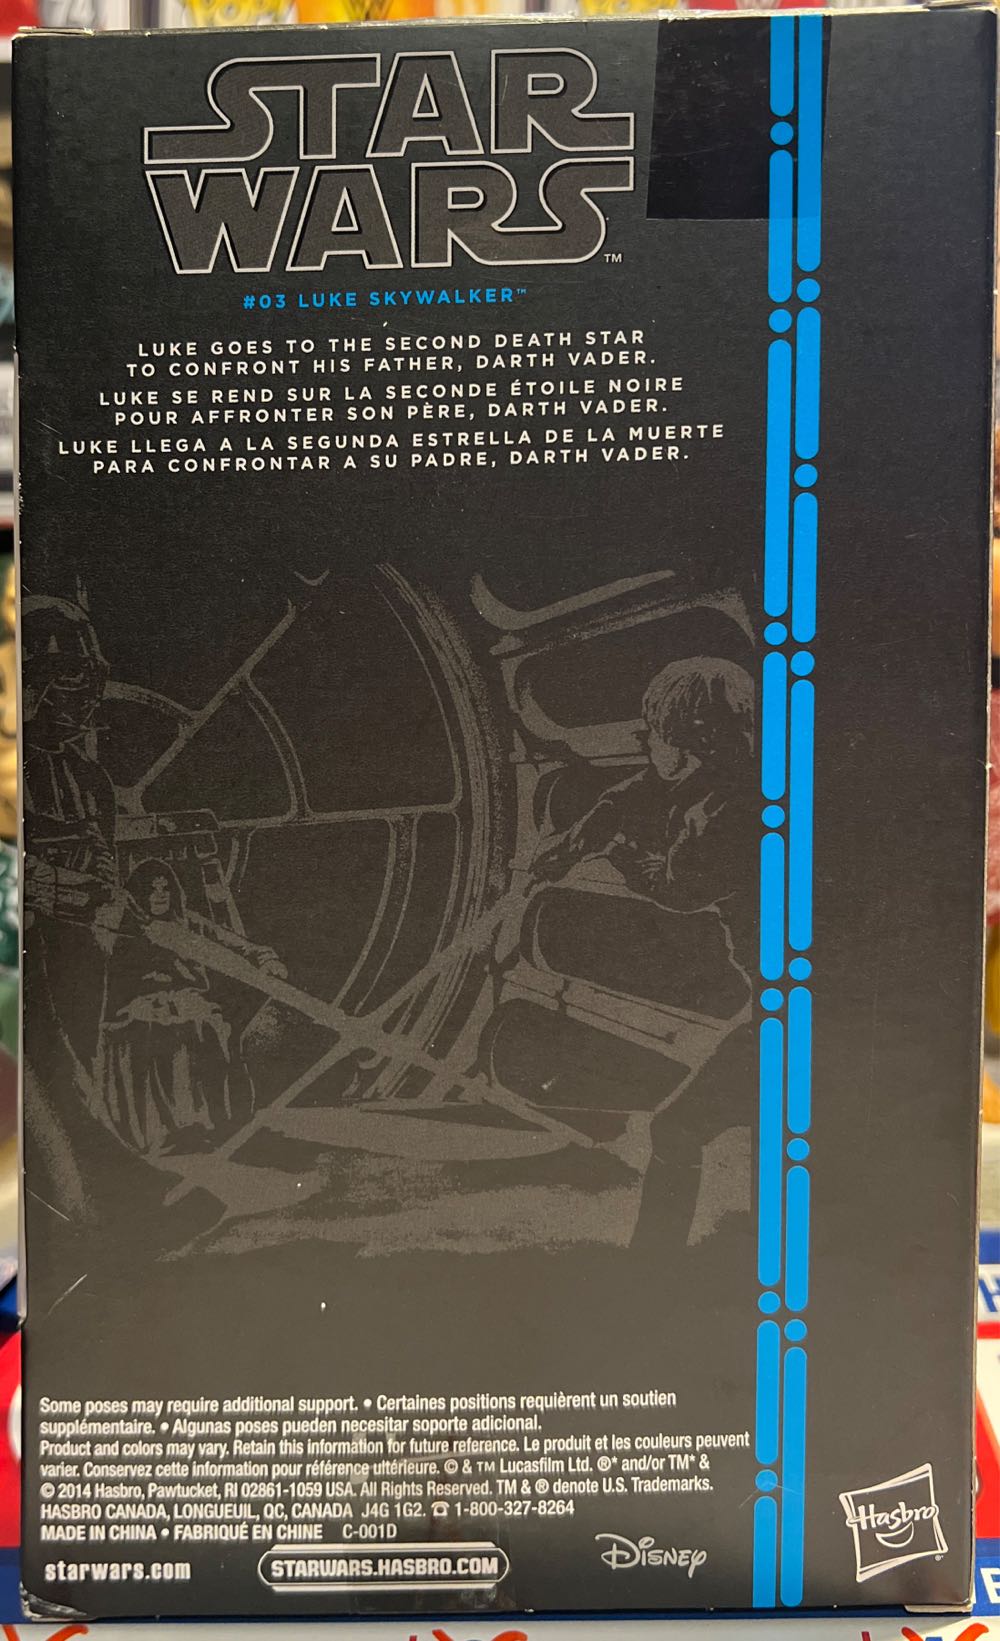 STAR
WARS™
#03 LUKE SKYWALKER™
LUKE GOES TO THE SECOND DEATH STAR
TO CONFRONT HIS FATHER, DARTH VADER.
LUKE SE REND SUR LA SECONDE ÉTOILE NOIRE
POUR AFFRONTER SON PÈRE, DARTH VADER.
LUKE LLEGA A LA SEGUNDA ESTRELLA DE LA MUERTE
PARA CONFRONTAR A SU PADRE, DARTH VADER.
Some poses may require additional support. • Certaines positions requièrent un soutien
supplémentaire. • Algunas poses pueden necesitar soporte adicional.
Product and colors may vary. Retain this information for future reference. Le produit et les couleurs peuvent
varier. Conservez cette information pour référence ultérieure. © & TM Lucasfilm Ltd. ®* and/or TM* &
© 2014 Hasbro, Pawtucket, RI 02861-1059 USA. All Rights Reserved. TM & ® denote U.S. Trademarks.
HASBRO CANADA, LONGUEUIL, QC, CANADA J4G 1G2. ☎ 1-800-327-8264
MADE IN CHINA • FABRIQUÉ EN CHINE C-001D
starwars.com
STARWARS.HASBRO.COM
Disney
Hasbro®